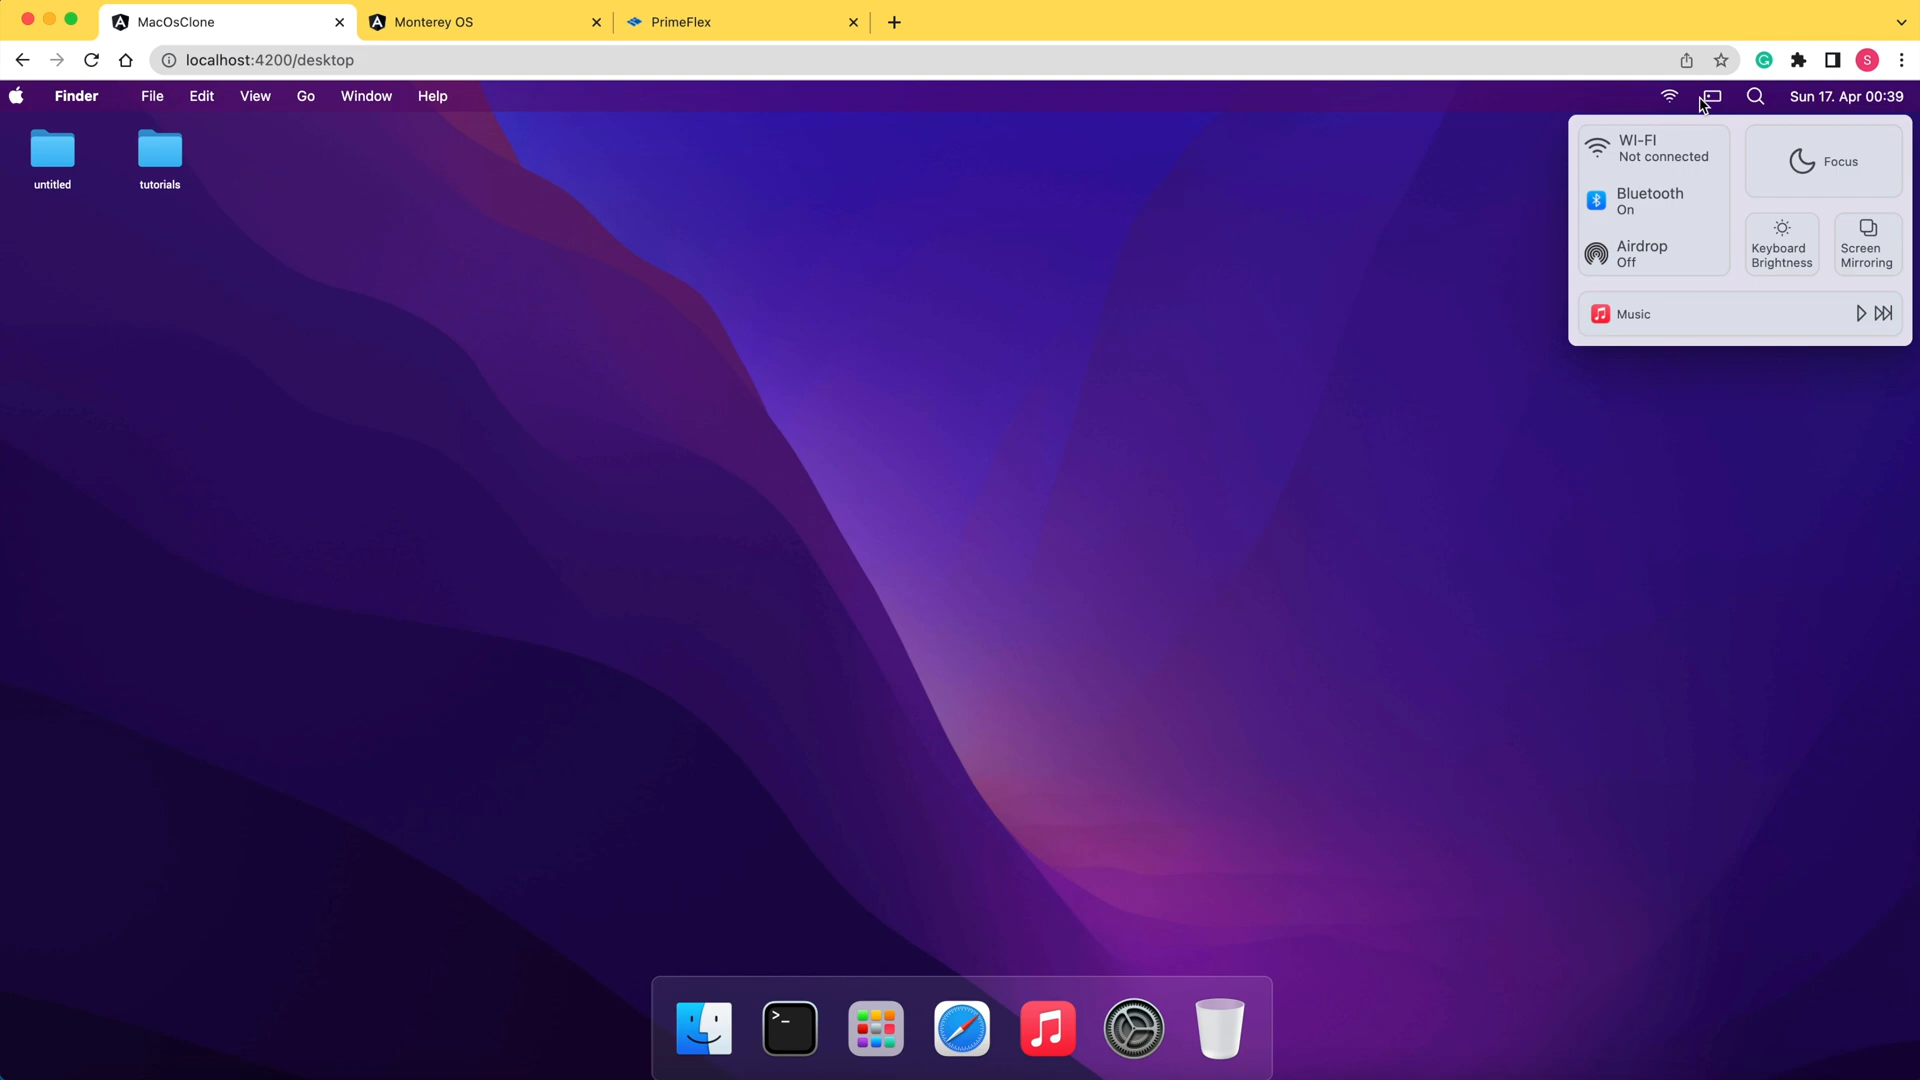 MacOsClone
Monterey OS
PrimeFlex
localhost:4200/desktop
S
Finder
File
Edit
View
Go
Window
Help
Sun 17. Apr 00:39
untitled
tutorials
WI-FI
Not connected
Bluetooth
On
Airdrop
Off
Focus
Keyboard
Brightness
Screen
Mirroring
Music
>_